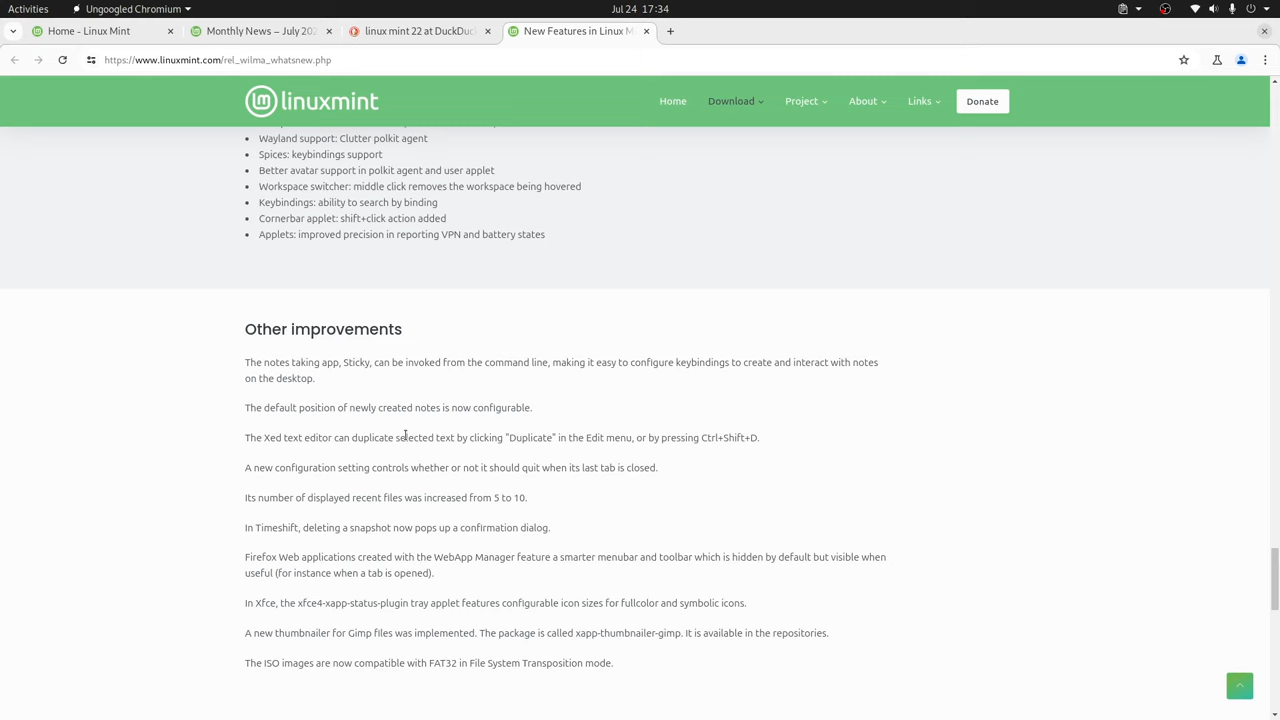 Activities
Ungoogled Chromium
Jul 24 17:34
Home - Linux Mint
Monthly News – July 202
linux mint 22 at DuckDuc
New Features in Linux M
https://www.linuxmint.com/rel_wilma_whatsnew.php
linuxmint
Home
Download
Project
About
Links
Donate
Wayland support: Clutter polkit agent
Spices: keybindings support
Better avatar support in polkit agent and user applet
Workspace switcher: middle click removes the workspace being hovered
Keybindings: ability to search by binding
Cornerbar applet: shift+click action added
Applets: improved precision in reporting VPN and battery states
Other improvements
The notes taking app, Sticky, can be invoked from the command line, making it easy to configure keybindings to create and interact with notes
on the desktop.
The default position of newly created notes is now configurable.
The Xed text editor can duplicate selected text by clicking "Duplicate" in the Edit menu, or by pressing Ctrl+Shift+D.
A new configuration setting controls whether or not it should quit when its last tab is closed.
Its number of displayed recent files was increased from 5 to 10.
In Timeshift, deleting a snapshot now pops up a confirmation dialog.
Firefox Web applications created with the WebApp Manager feature a smarter menubar and toolbar which is hidden by default but visible when
useful (for instance when a tab is opened).
In Xfce, the xfce4-xapp-status-plugin tray applet features configurable icon sizes for fullcolor and symbolic icons.
A new thumbnailer for Gimp files was implemented. The package is called xapp-thumbnailer-gimp. It is available in the repositories.
The ISO images are now compatible with FAT32 in File System Transposition mode.